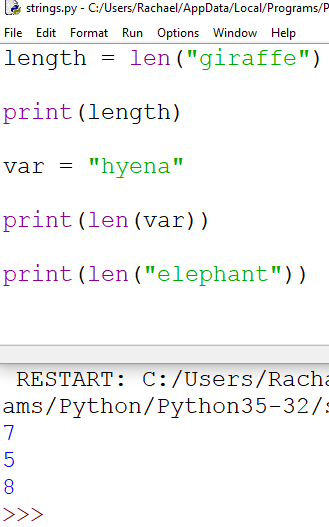 strings.py - C:/Users/Rachael/AppData/Local/Programs/P
File Edit Format Run Options Window Help
length = len("giraffe")
print(length)
var = "hyena"
print(len(var))
print(len("elephant"))
RESTART: C:/Users/Racha
ams/Python/Python35-32/s
7
5
8
>>>